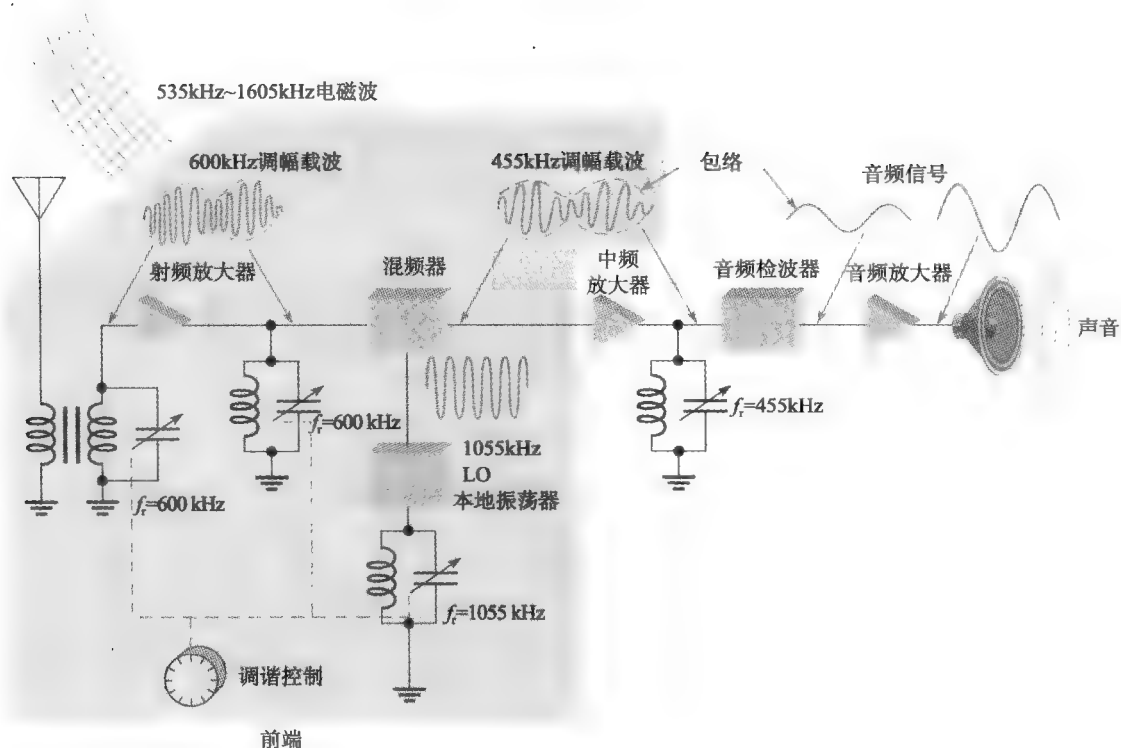 535kHz~1605kHz电磁波
600kHz调幅载波
455kHz调幅载波
包络
音频信号
射频放大器
混频器
中频
放大器
音频检波器
音频放大器
声音
fr=600 kHz
fr=600 kHz
fr=455kHz
1055kHz
LO
本地振荡器
fr=1055 kHz
调谐控制
前端